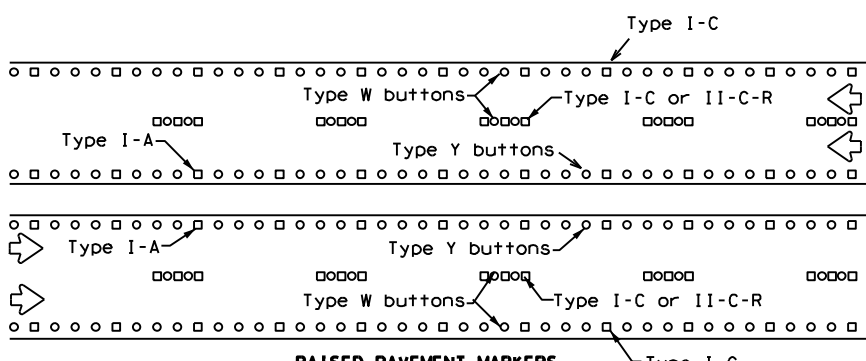 Type I-C
Type W buttons
Type I-C or II-C-R
Type I-A
Type Y buttons
Type I-A
Type Y buttons
Type W buttons
Type I-C or II-C-R
RAISED PAVEMENT MARKERS
Type I-C